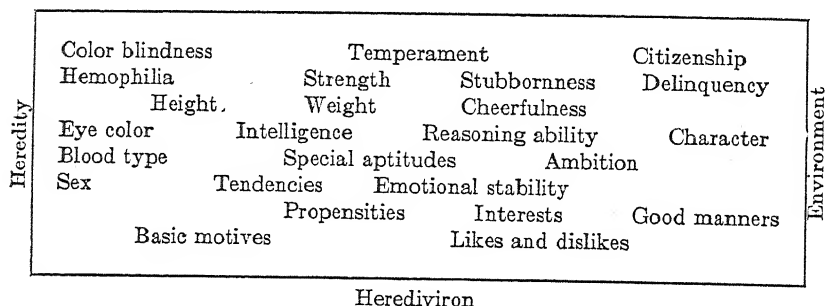 Color blindness Temperament Citizenship
Hemophilia Strength Stubbornness Delinquency
Height Weight Cheerfulness
Eye color Intelligence Reasoning ability Character
Blood type Special aptitudes Ambition
Sex Tendencies Emotional stability
Propensities Interests Good manners
Basic motives Likes and dislikes
Heredity
Environment
Herediviron